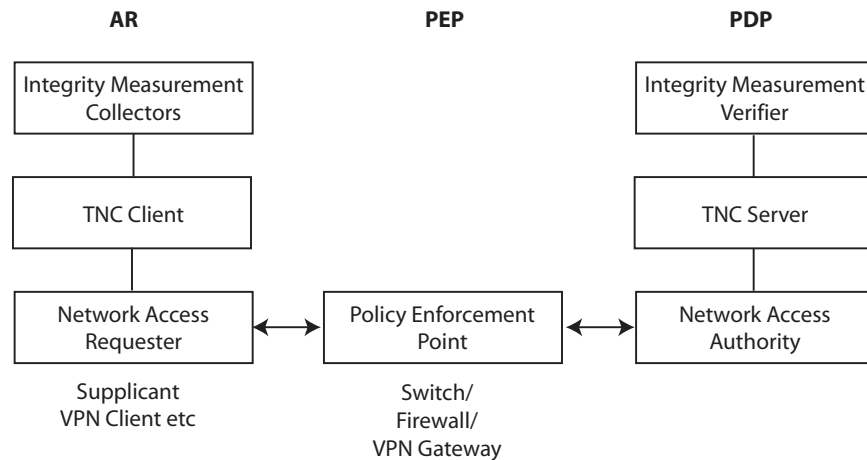 AR
PEP
PDP
Integrity Measurement
Collectors
Integrity Measurement
Verifier
TNC Client
TNC Server
Network Access
Requester
Policy Enforcement
Point
Network Access
Authority
Supplicant
VPN Client etc
Switch/
Firewall/
VPN Gateway